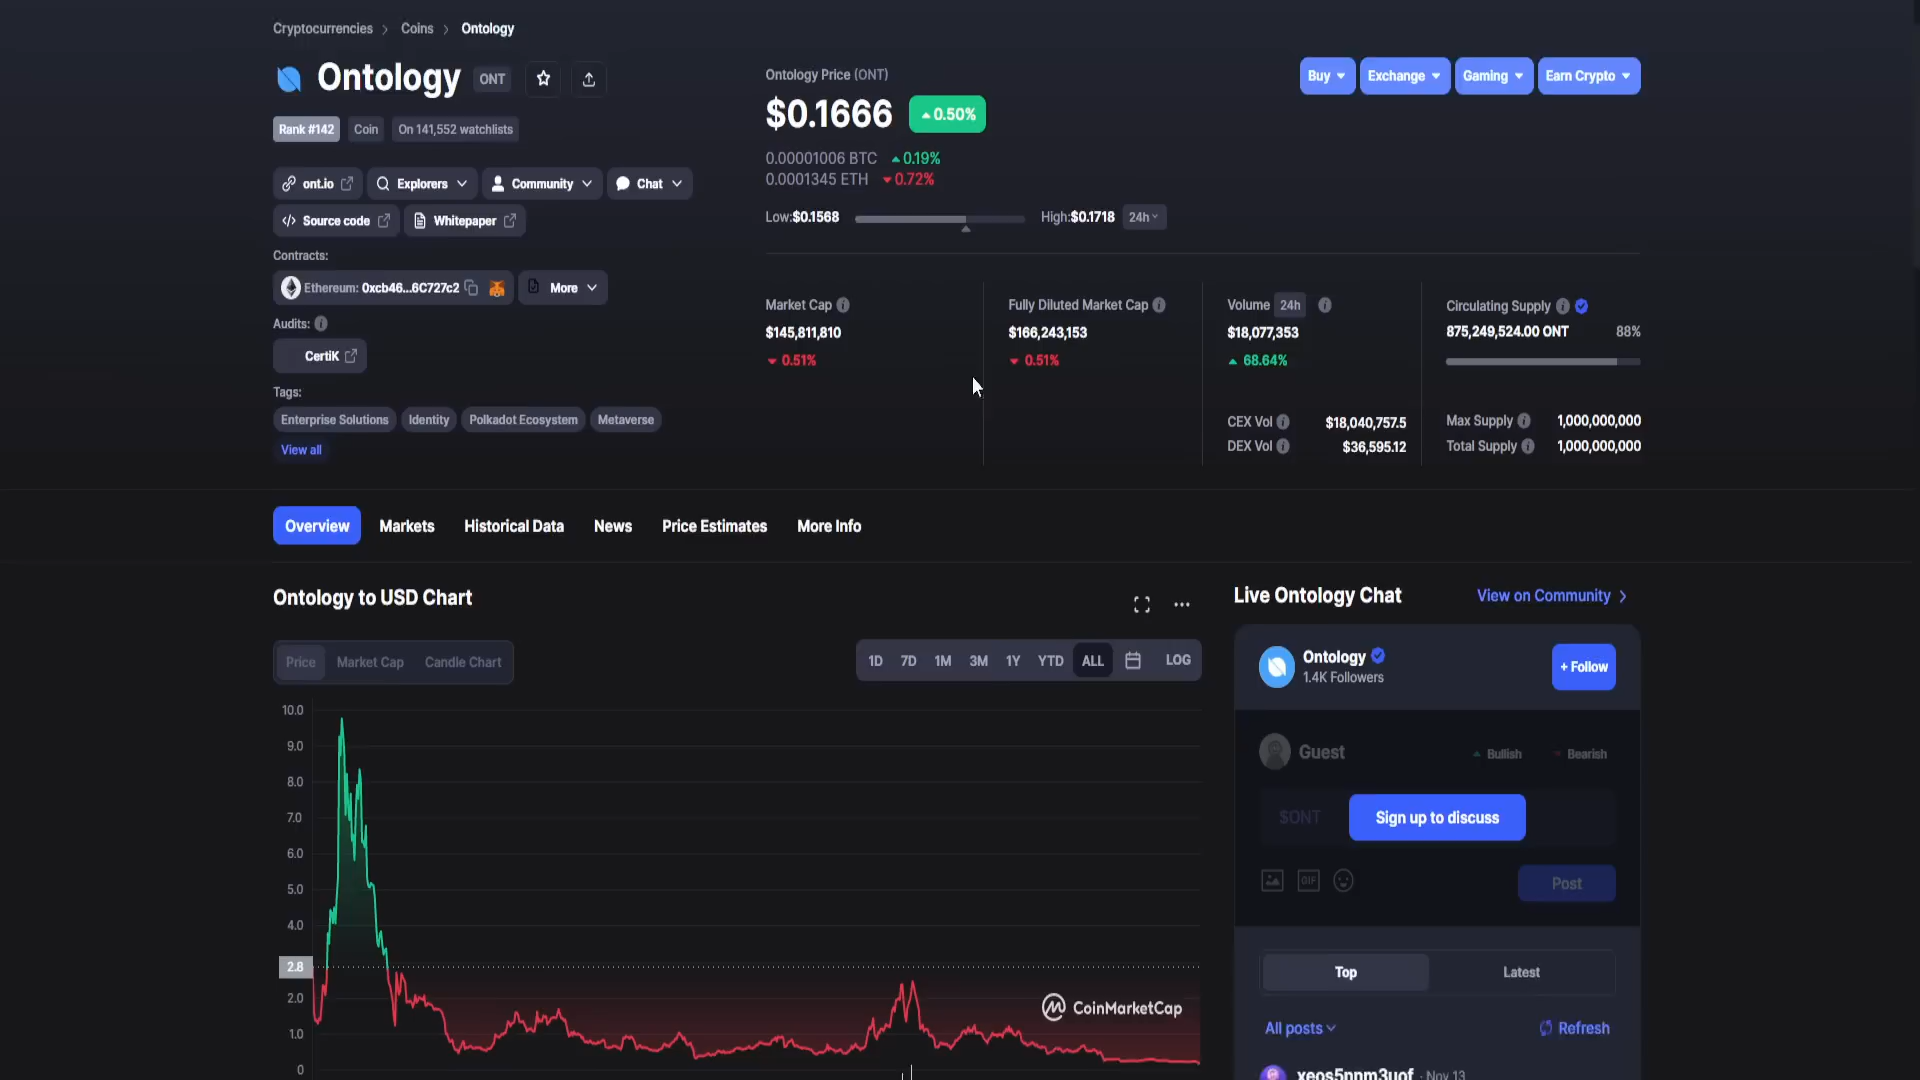 Cryptocurrencies > Coins > Ontology
Ontology ONT
Rank #142 Coin On 141,552 watchlists
ont.io Explorers Community Chat
Source code Whitepaper
Contracts:
Ethereum: 0xcb46...6C727c2 More
Audits:
CertiK
Tags:
Enterprise Solutions Identity Polkadot Ecosystem Metaverse
View all
Ontology Price (ONT)
$0.1666 0.50%
0.00001006 BTC 0.19%
0.0001345 ETH 0.72%
Low:$0.1568 High:$0.1718 24h
Buy Exchange Gaming Earn Crypto
Market Cap
$145,811,810
0.51%
Fully Diluted Market Cap
$166,243,153
0.51%
Volume 24h
$18,077,353
68.64%
CEX Vol $18,040,757.5
DEX Vol $36,595.12
Circulating Supply
875,249,524.00 ONT 88%
Max Supply 1,000,000,000
Total Supply 1,000,000,000
Overview Markets Historical Data News Price Estimates More Info
Ontology to USD Chart
Price Market Cap Candle Chart
1D 7D 1M 3M 1Y YTD ALL LOG
10.0
9.0
8.0
7.0
6.0
5.0
4.0
2.8
2.0
1.0
0
CoinMarketCap
Live Ontology Chat View on Community >
Ontology
1.4K Followers
+ Follow
Guest Bullish Bearish
$ONT Sign up to discuss
GIF Post
Top Latest
All posts Refresh
xeos5nnm3uof · Nov 13